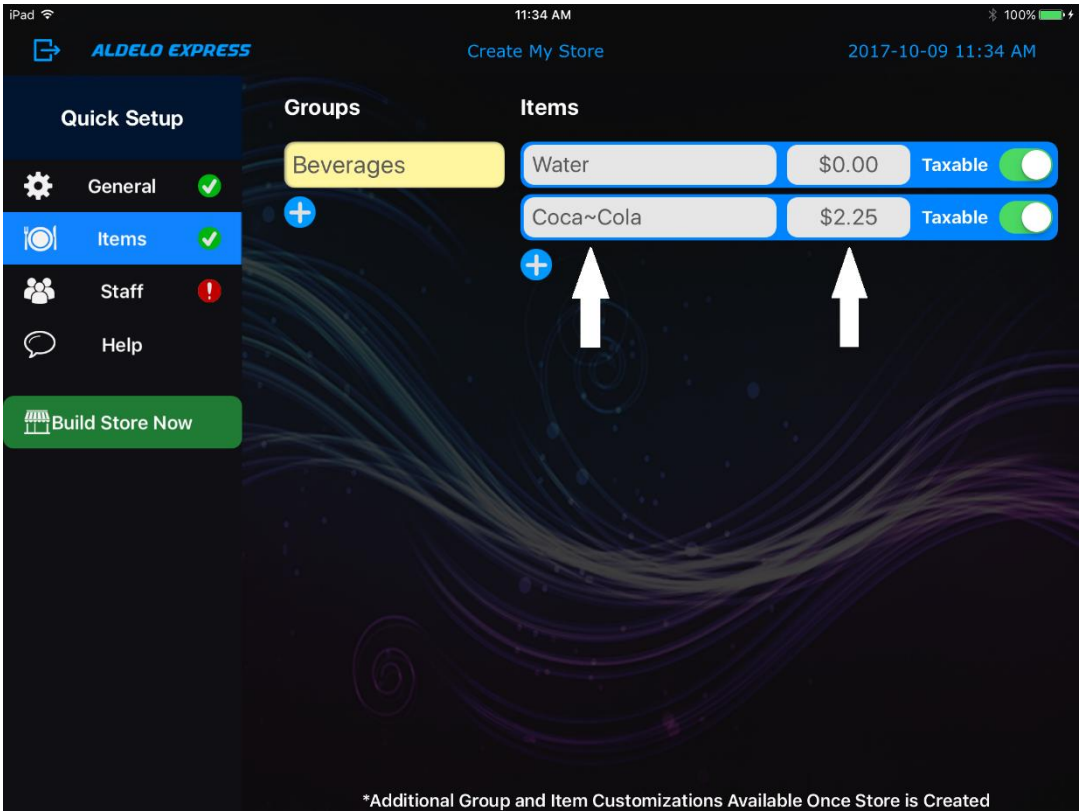 iPad 11:34 AM 100%
ALDELO EXPRESS Create My Store 2017-10-09 11:34 AM
Quick Setup
General
Items
Staff
Help
Build Store Now
Groups
Beverages
Items
Water $0.00 Taxable
Coca~Cola $2.25 Taxable
*Additional Group and Item Customizations Available Once Store is Created